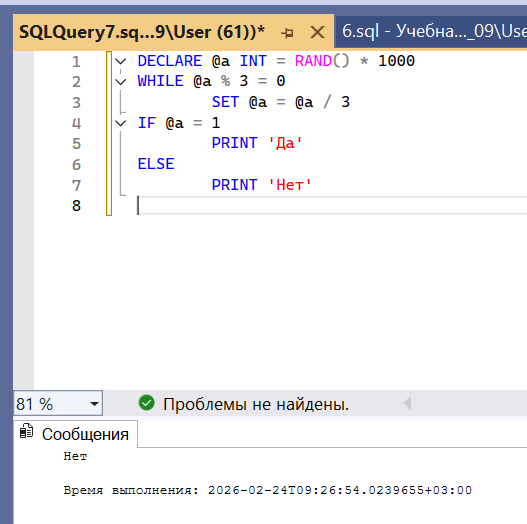 SQLQuery7.sq...9\User (61))*
6.sql - Учебна..._09\Use
1 DECLARE @a INT = RAND() * 1000
2 WHILE @a % 3 = 0
3 SET @a = @a / 3
4 IF @a = 1
5 PRINT 'Да'
6 ELSE
7 PRINT 'Нет'
8
81 %
Проблемы не найдены.
Сообщения
Нет
Время выполнения: 2026-02-24T09:26:54.0239655+03:00